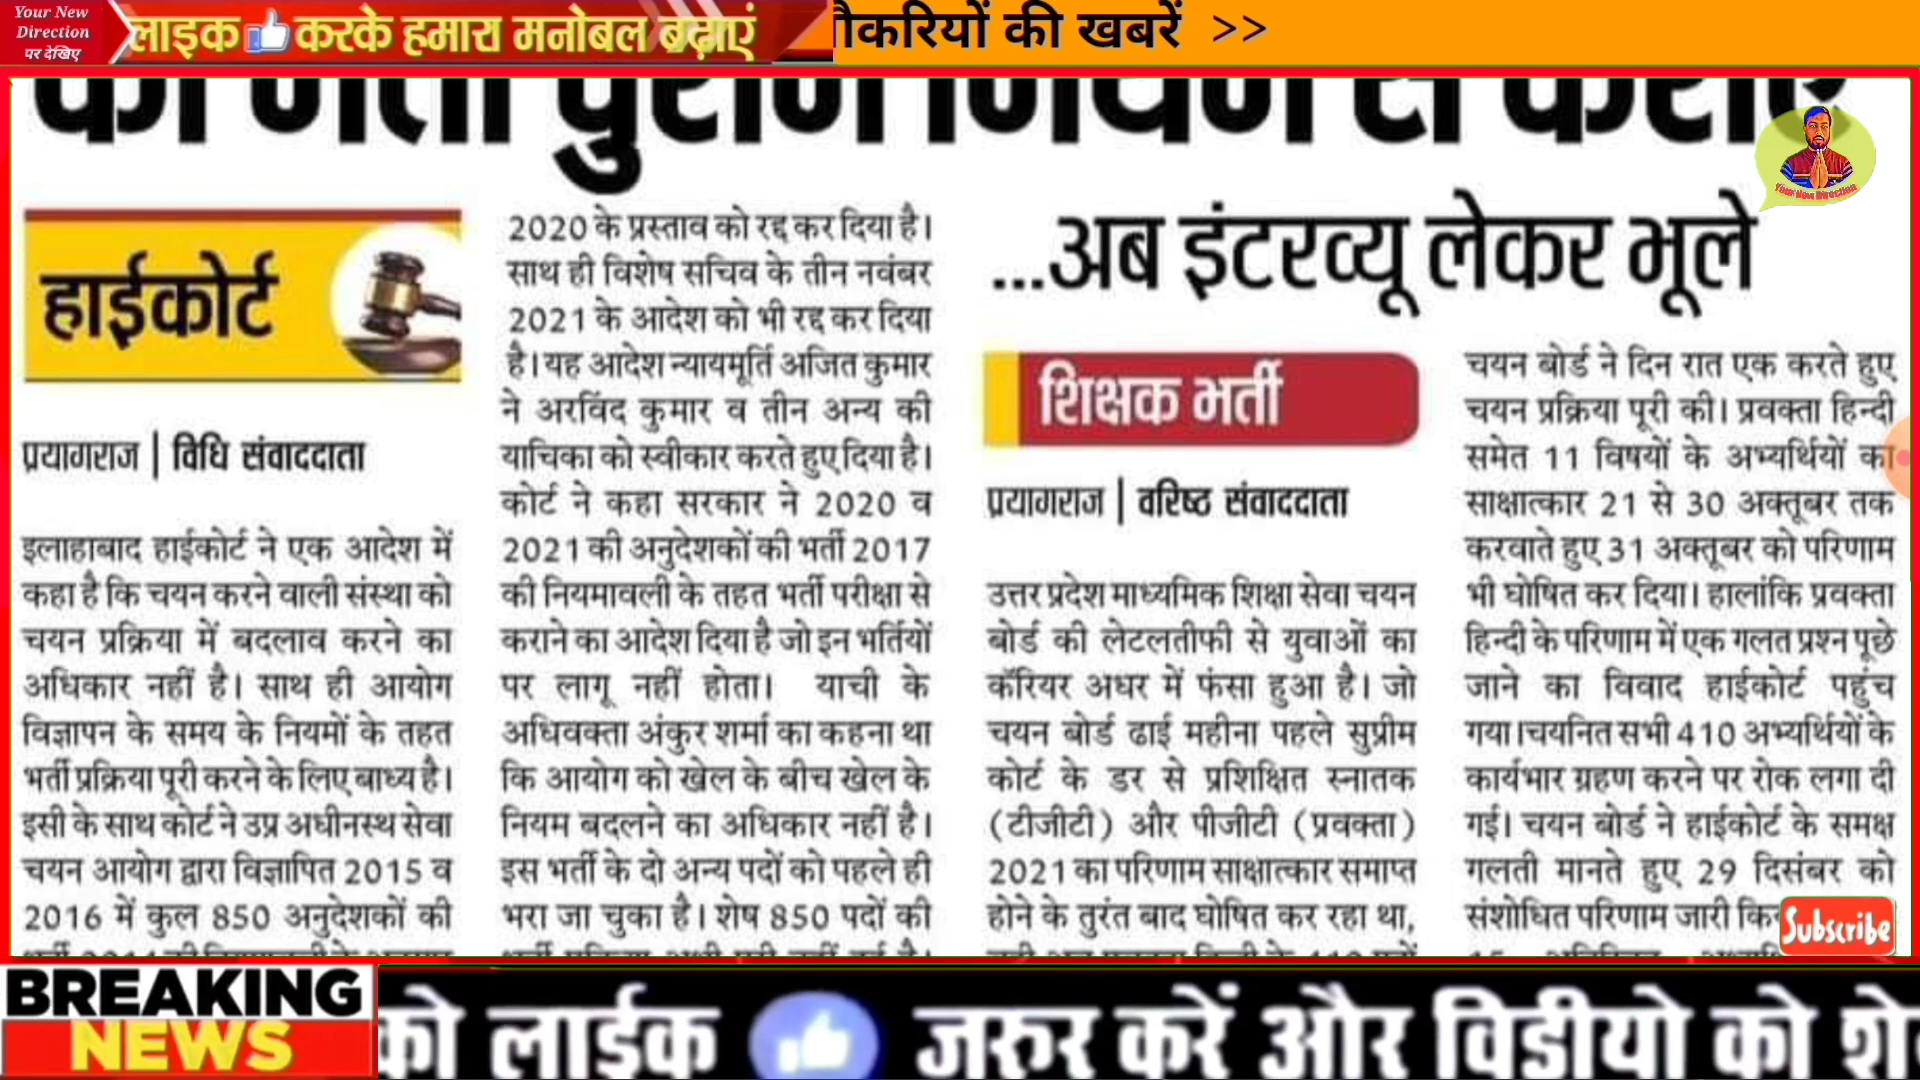 Your New
Direction
पर देखिए
लाइक करके हमारा मनोबल बढ़ाएं
नौकरियों की खबरें >>
Your New Direction
हाईकोर्ट
प्रयागराज | विधि संवाददाता
इलाहाबाद हाईकोर्ट ने एक आदेश में
कहा है कि चयन करने वाली संस्था को
चयन प्रक्रिया में बदलाव करने का
अधिकार नहीं है। साथ ही आयोग
विज्ञापन के समय के नियमों के तहत
भर्ती प्रक्रिया पूरी करने के लिए बाध्य है।
इसी के साथ कोर्ट ने उप्र अधीनस्थ सेवा
चयन आयोग द्वारा विज्ञापित 2015 व
2016 में कुल 850 अनुदेशकों की
2020 के प्रस्ताव को रद्द कर दिया है।
साथ ही विशेष सचिव के तीन नवंबर
2021 के आदेश को भी रद्द कर दिया
है। यह आदेश न्यायमूर्ति अजित कुमार
ने अरविंद कुमार व तीन अन्य की
याचिका को स्वीकार करते हुए दिया है।
कोर्ट ने कहा सरकार ने 2020 व
2021 की अनुदेशकों की भर्ती 2017
की नियमावली के तहत भर्ती परीक्षा से
कराने का आदेश दिया है जो इन भर्तियों
पर लागू नहीं होता। याची के
अधिवक्ता अंकुर शर्मा का कहना था
कि आयोग को खेल के बीच खेल के
नियम बदलने का अधिकार नहीं है।
इस भर्ती के दो अन्य पदों को पहले ही
भरा जा चुका है। शेष 850 पदों की
...अब इंटरव्यू लेकर भूले
शिक्षक भर्ती
प्रयागराज | वरिष्ठ संवाददाता
उत्तर प्रदेश माध्यमिक शिक्षा सेवा चयन
बोर्ड की लेटलतीफी से युवाओं का
कॅरियर अधर में फंसा हुआ है। जो
चयन बोर्ड ढाई महीना पहले सुप्रीम
कोर्ट के डर से प्रशिक्षित स्नातक
(टीजीटी) और पीजीटी (प्रवक्ता)
2021 का परिणाम साक्षात्कार समाप्त
होने के तुरंत बाद घोषित कर रहा था,
चयन बोर्ड ने दिन रात एक करते हुए
चयन प्रक्रिया पूरी की। प्रवक्ता हिन्दी
समेत 11 विषयों के अभ्यर्थियों का
साक्षात्कार 21 से 30 अक्तूबर तक
करवाते हुए 31 अक्तूबर को परिणाम
भी घोषित कर दिया। हालांकि प्रवक्ता
हिन्दी के परिणाम में एक गलत प्रश्न पूछे
जाने का विवाद हाईकोर्ट पहुंच
गया।चयनित सभी 410 अभ्यर्थियों के
कार्यभार ग्रहण करने पर रोक लगा दी
गई। चयन बोर्ड ने हाईकोर्ट के समक्ष
गलती मानते हुए 29 दिसंबर को
संशोधित परिणाम जारी
Subscribe
BREAKING
NEWS
को लाईक जरुर करें और विडीयो को